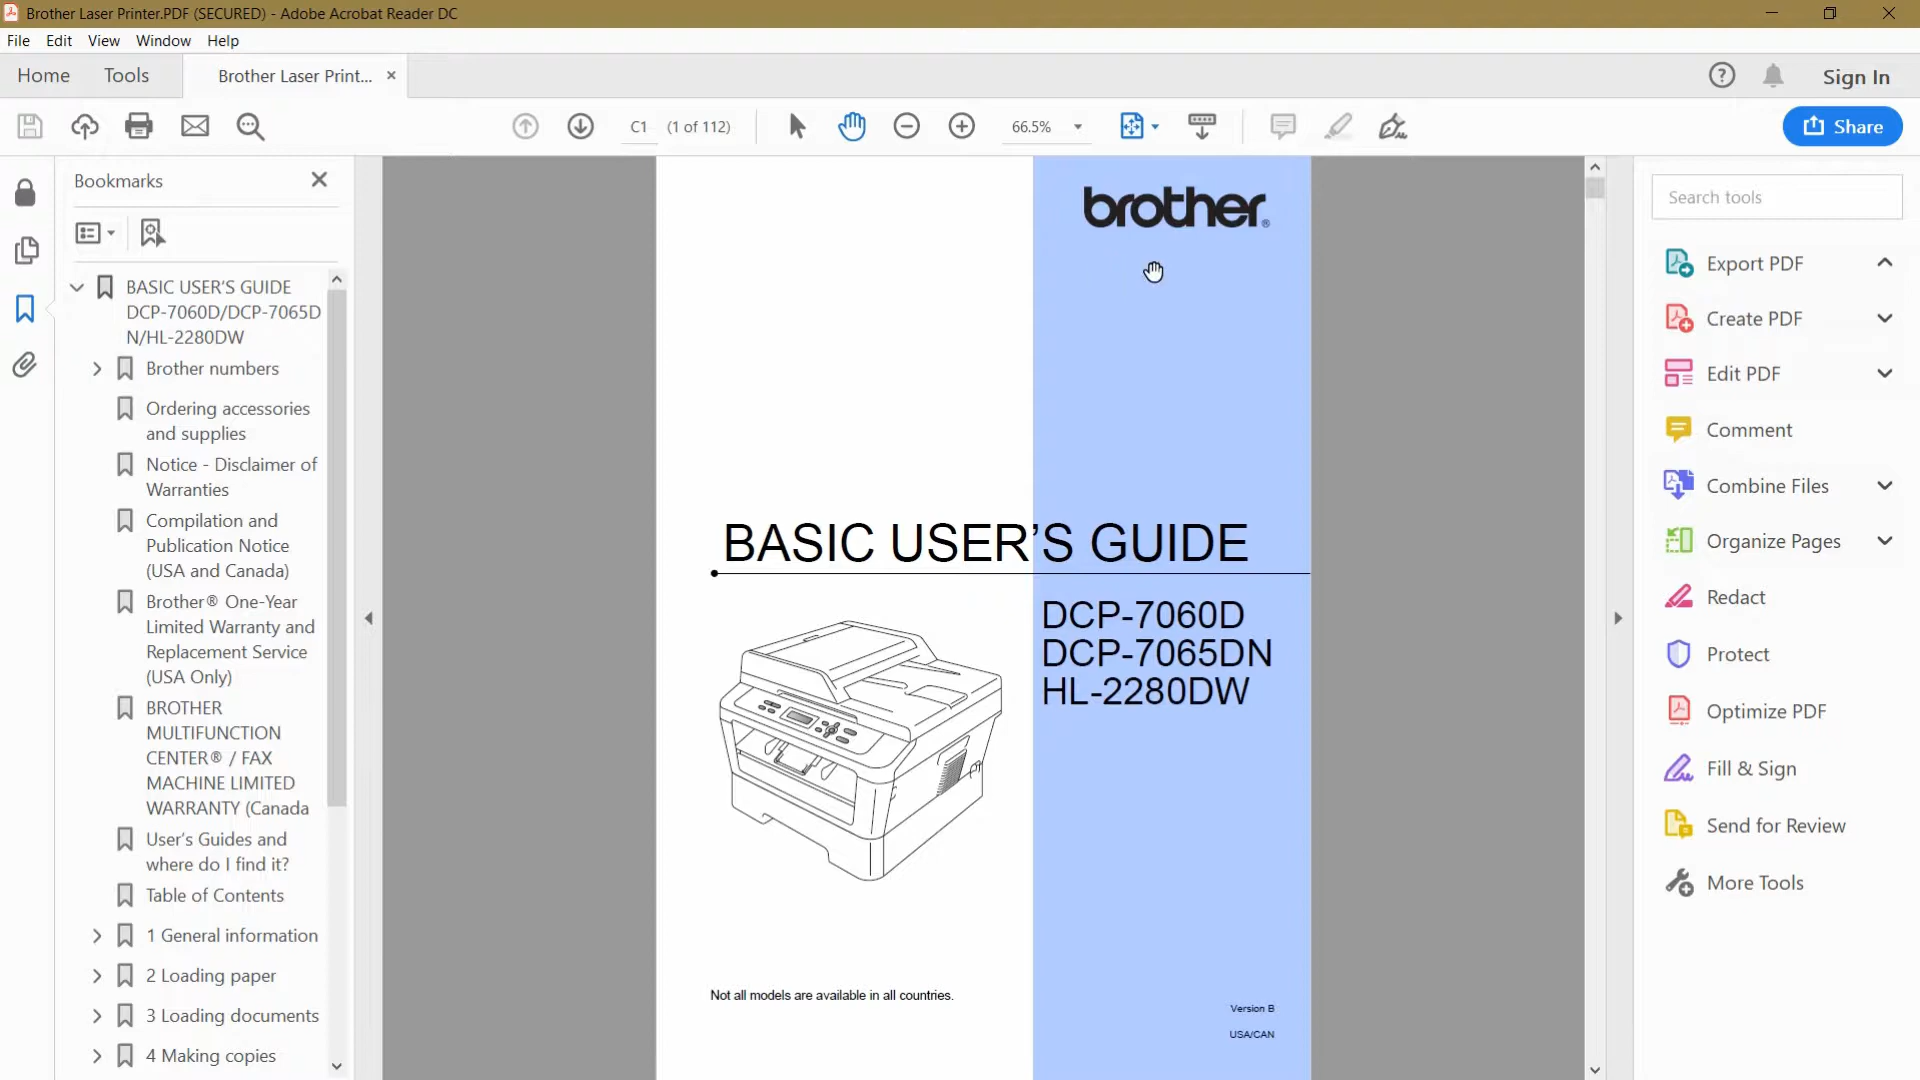 Brother Laser Printer.PDF (SECURED) - Adobe Acrobat Reader DC
File Edit View Window Help
Home Tools Brother Laser Print... Sign In
C1 (1 of 112) 66.5% Share
Bookmarks
BASIC USER'S GUIDE
DCP-7060D/DCP-7065D
N/HL-2280DW
Brother numbers
Ordering accessories
and supplies
Notice - Disclaimer of
Warranties
Compilation and
Publication Notice
(USA and Canada)
Brother® One-Year
Limited Warranty and
Replacement Service
(USA Only)
BROTHER
MULTIFUNCTION
CENTER® / FAX
MACHINE LIMITED
WARRANTY (Canada
User's Guides and
where do I find it?
Table of Contents
1 General information
2 Loading paper
3 Loading documents
4 Making copies
brother®
BASIC USER'S GUIDE
DCP-7060D
DCP-7065DN
HL-2280DW
Not all models are available in all countries.
Version B
USA/CAN
Search tools
Export PDF
Create PDF
Edit PDF
Comment
Combine Files
Organize Pages
Redact
Protect
Optimize PDF
Fill & Sign
Send for Review
More Tools